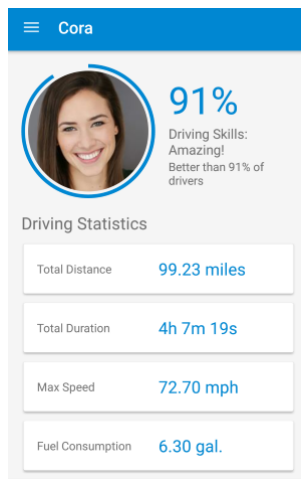 Cora
91%
Driving Skills:
Amazing!
Better than 91% of
drivers
Driving Statistics
Total Distance 99.23 miles
Total Duration 4h 7m 19s
Max Speed 72.70 mph
Fuel Consumption 6.30 gal.